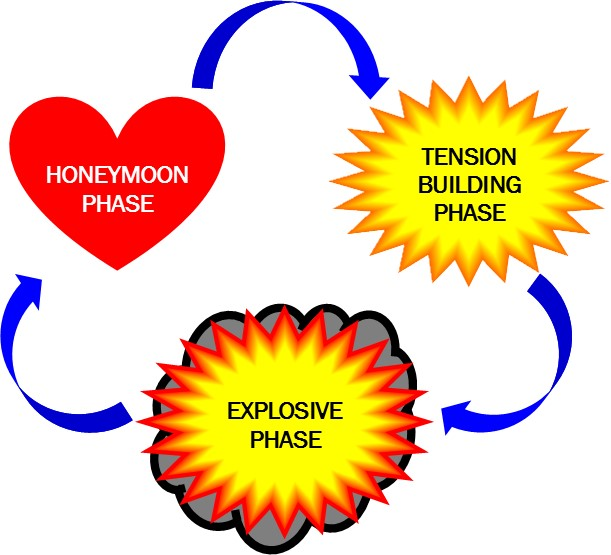 HONEYMOON
PHASE
TENSION
BUILDING
PHASE
EXPLOSIVE
PHASE